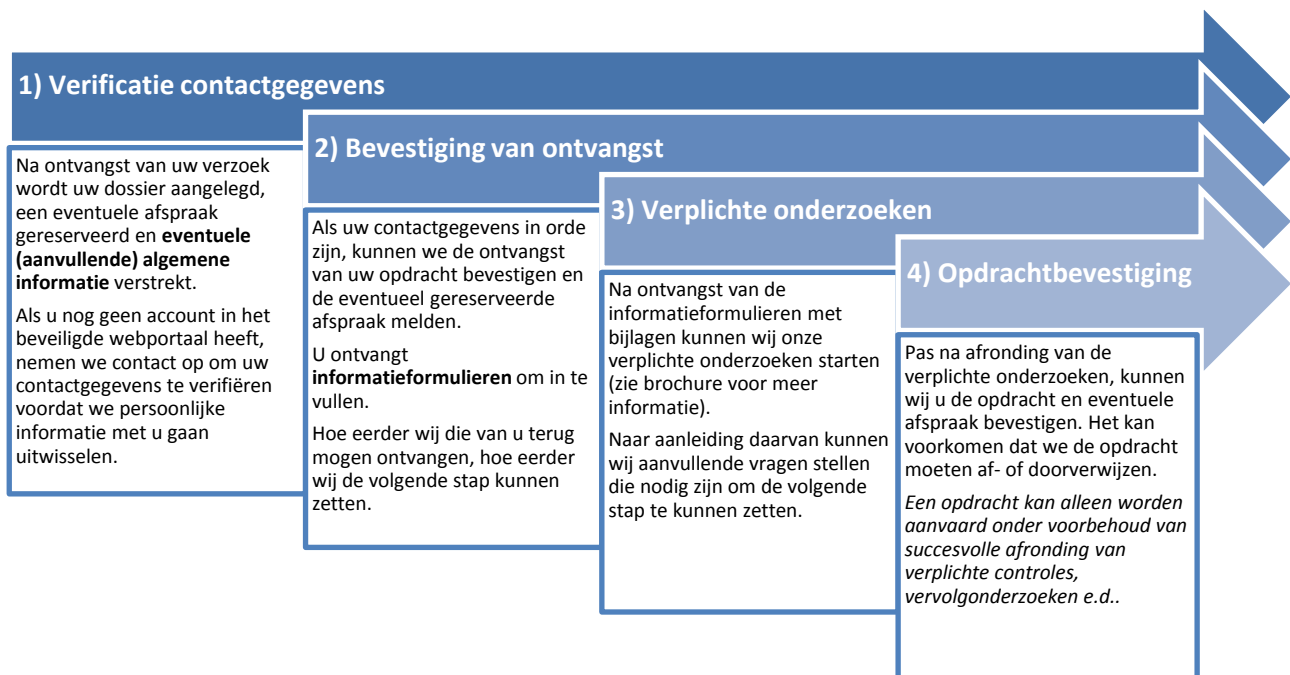 1) Verificatie contactgegevens
Na ontvangst van uw verzoek
wordt uw dossier aangelegd,
een eventuele afspraak
gereserveerd en eventuele
(aanvullende) algemene
informatie verstrekt.
Als u nog geen account in het
beveiligde webportaal heeft,
nemen we contact op om uw
contactgegevens te verifiëren
voordat we persoonlijke
informatie met u gaan
uitwisselen.
2) Bevestiging van ontvangst
Als uw contactgegevens in orde
zijn, kunnen we de ontvangst
van uw opdracht bevestigen en
de eventueel gereserveerde
afspraak melden.
U ontvangt
informatieformulieren om in te
vullen.
Hoe eerder wij die van u terug
mogen ontvangen, hoe eerder
wij de volgende stap kunnen
zetten.
3) Verplichte onderzoeken
Na ontvangst van de
informatieformulieren met
bijlagen kunnen wij onze
verplichte onderzoeken starten
(zie brochure voor meer
informatie).
Naar aanleiding daarvan kunnen
wij aanvullende vragen stellen
die nodig zijn om de volgende
stap te kunnen zetten.
4) Opdrachtbevestiging
Pas na afronding van de
verplichte onderzoeken, kunnen
wij u de opdracht en eventuele
afspraak bevestigen. Het kan
voorkomen dat we de opdracht
moeten af- of doorverwijzen.
Een opdracht kan alleen worden
aanvaard onder voorbehoud van
succesvolle afronding van
verplichte controles,
vervolgonderzoeken e.d..